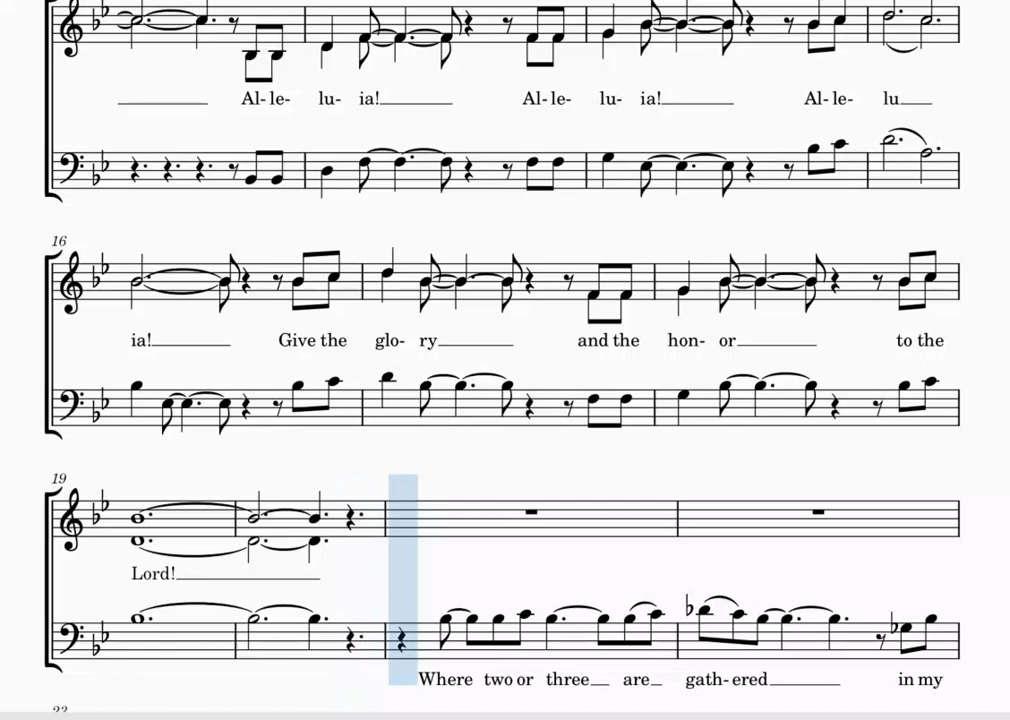 Al- le- lu- ia! Al- le- lu- ia! Al- le- lu
16
ia! Give the glo- ry and the hon- or to the
19
Lord!
Where two or three are gath- ered in my